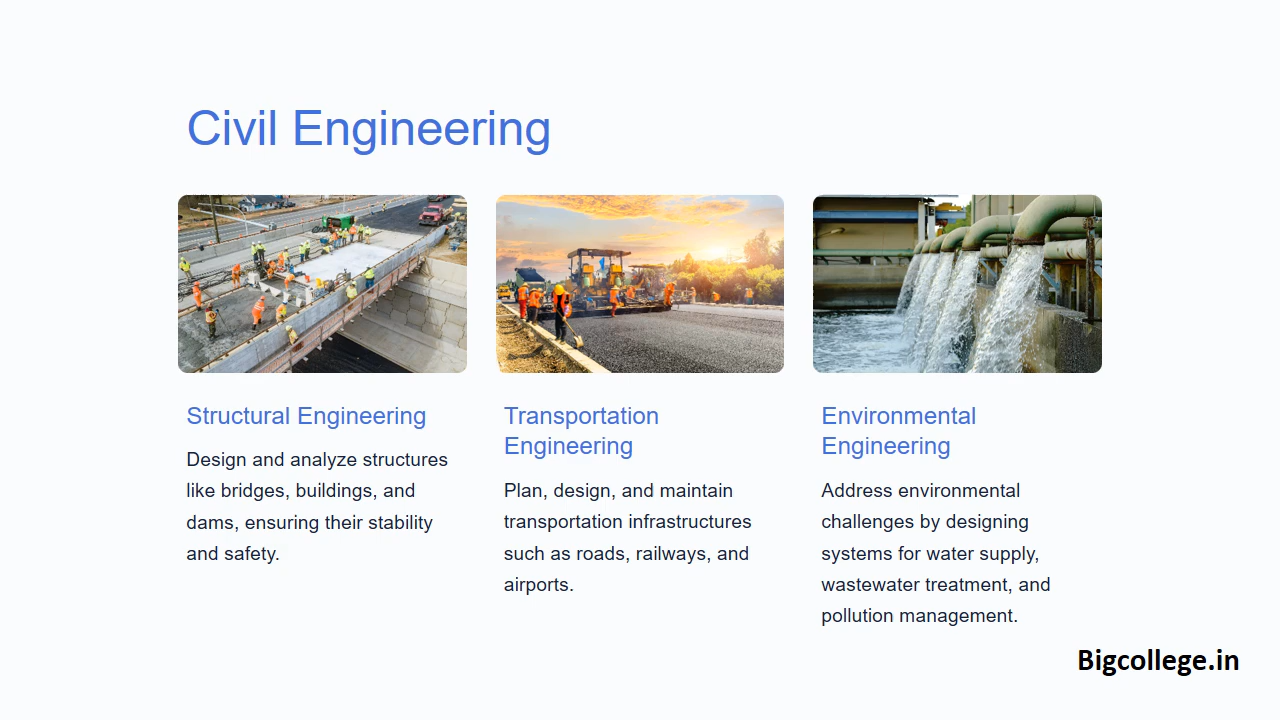 Civil Engineering
Structural Engineering
Design and analyze structures
like bridges, buildings, and
dams, ensuring their stability
and safety.
Transportation
Engineering
Plan, design, and maintain
transportation infrastructures
such as roads, railways, and
airports.
Environmental
Engineering
Address environmental
challenges by designing
systems for water supply,
wastewater treatment, and
pollution management.
Bigcollege.in